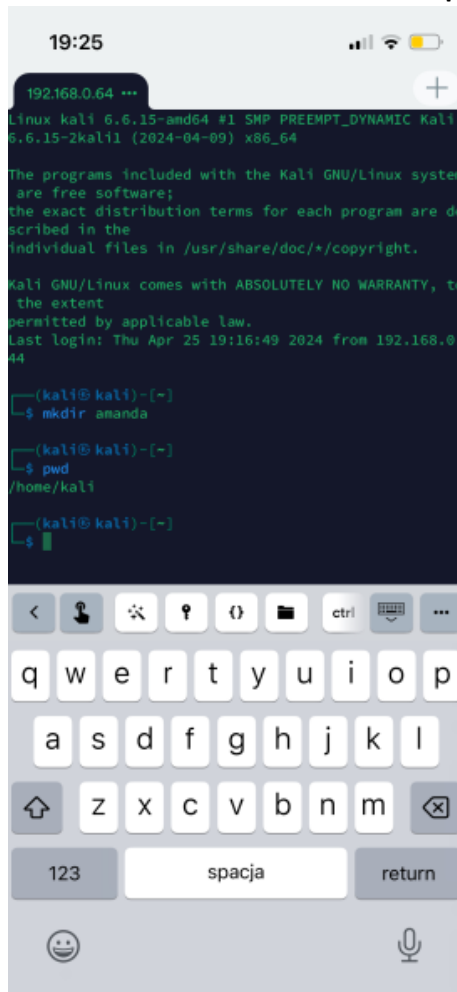 19:25
192.168.0.64 •••
Linux kali 6.6.15-amd64 #1 SMP PREEMPT_DYNAMIC Kali
6.6.15-2kali1 (2024-04-09) x86_64
The programs included with the Kali GNU/Linux system
are free software;
the exact distribution terms for each program are de
scribed in the
individual files in /usr/share/doc/*/copyright.
Kali GNU/Linux comes with ABSOLUTELY NO WARRANTY, to
the extent
permitted by applicable law.
Last login: Thu Apr 25 19:16:49 2024 from 192.168.0
44
┌──(kali㉿kali)-[~]
└─$ mkdir amanda
┌──(kali㉿kali)-[~]
└─$ pwd
/home/kali
┌──(kali㉿kali)-[~]
└─$
{} ctrl •••
q w e r t y u i o p
a s d f g h j k l
z x c v b n m
123 spacja return